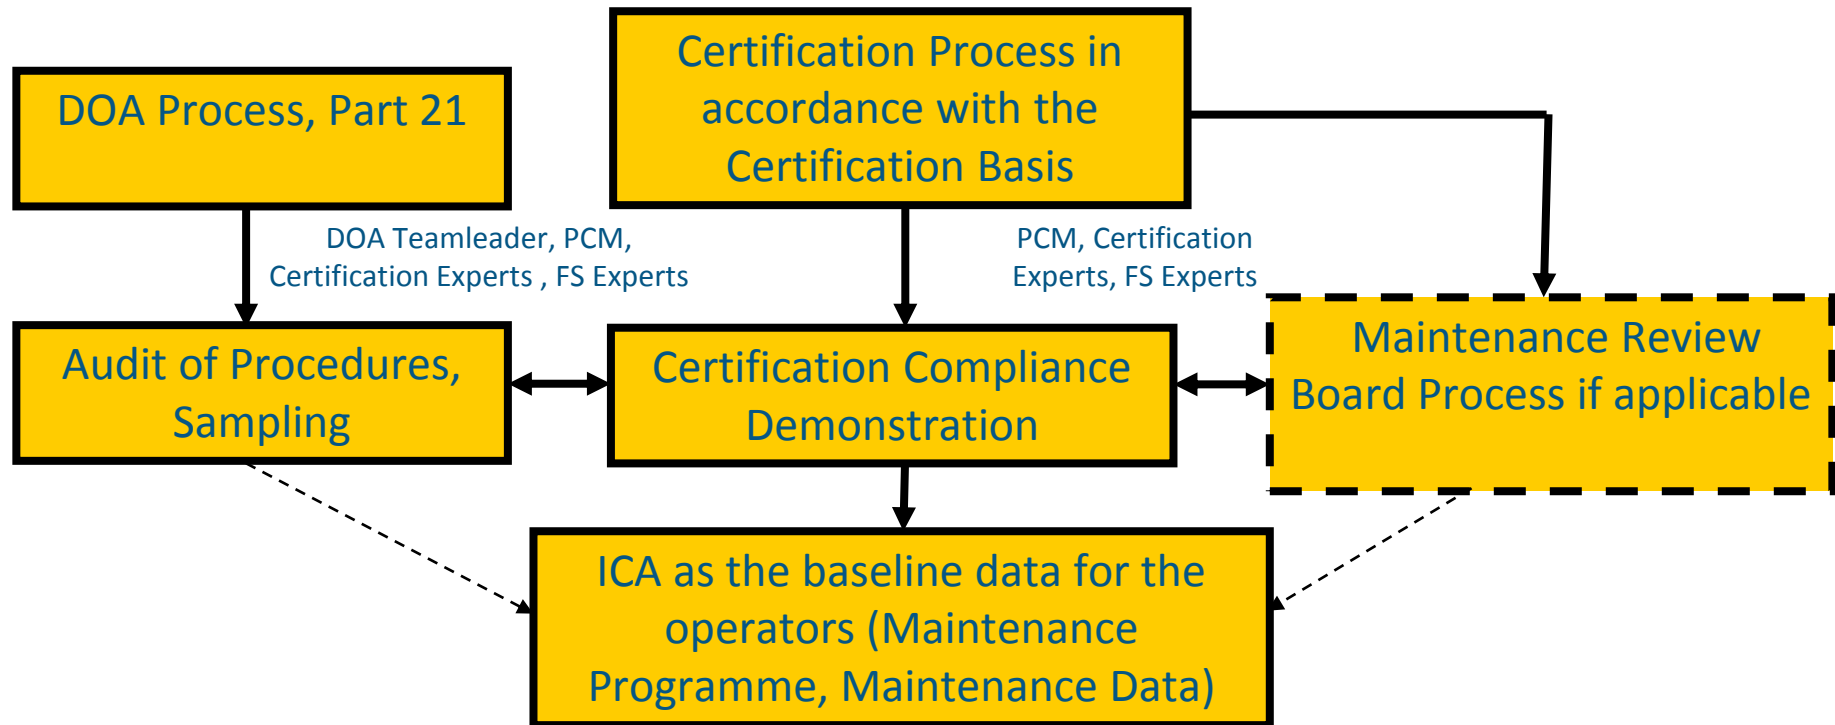 DOA Process, Part 21
Certification Process in
accordance with the
Certification Basis
DOA Teamleader, PCM,
Certification Experts , FS Experts
PCM, Certification
Experts, FS Experts
Audit of Procedures,
Sampling
Certification Compliance
Demonstration
Maintenance Review
Board Process if applicable
ICA as the baseline data for the
operators (Maintenance
Programme, Maintenance Data)